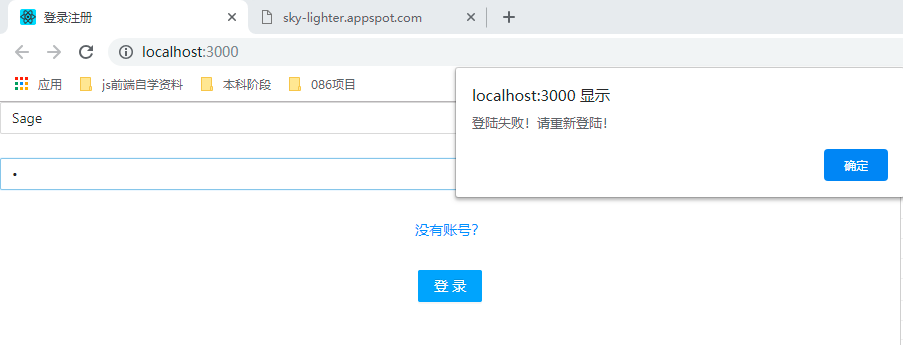 登录注册
sky-lighter.appspot.com
localhost:3000
应用
js前端自学资料
本科阶段
086项目
localhost:3000 显示
登陆失败！请重新登陆！
确定
Sage
•
没有账号?
登 录